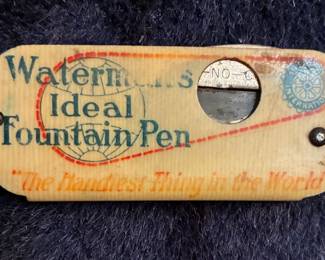 Waterman's
-NO-
Ideal
Fountain Pen
"The Handiest Thing in the World"